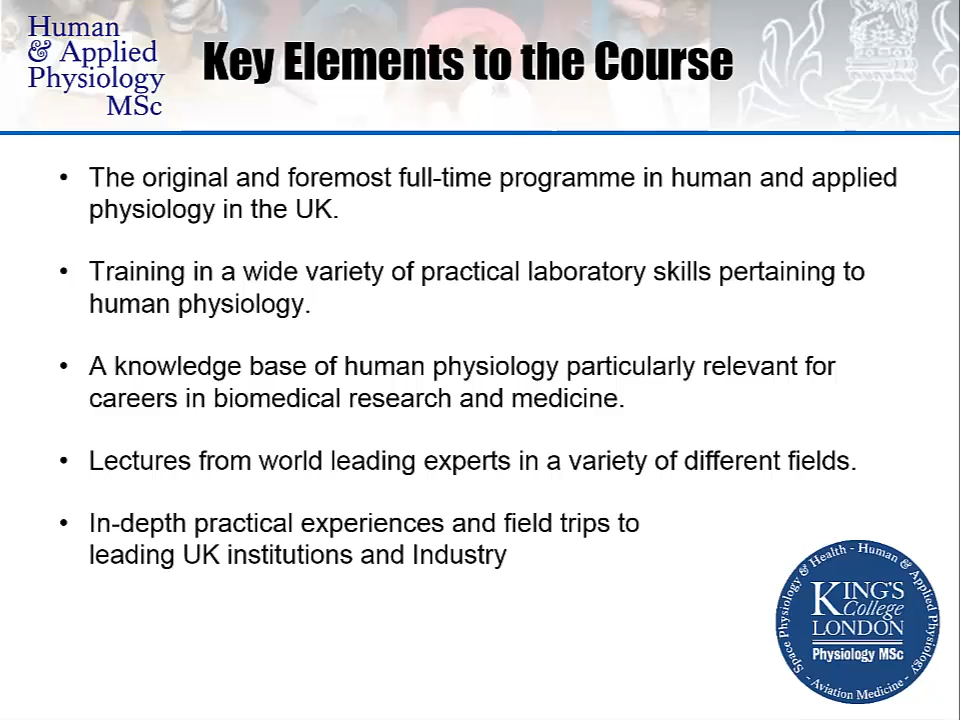 Human
& Applied
Physiology
MSc
Key Elements to the Course
• The original and foremost full-time programme in human and applied
physiology in the UK.
• Training in a wide variety of practical laboratory skills pertaining to
human physiology.
• A knowledge base of human physiology particularly relevant for
careers in biomedical research and medicine.
• Lectures from world leading experts in a variety of different fields.
• In-depth practical experiences and field trips to
leading UK institutions and Industry
Space Physiology & Health - Human & Applied Physiology - Aviation Medicine -
KING'S
College
LONDON
Physiology MSc